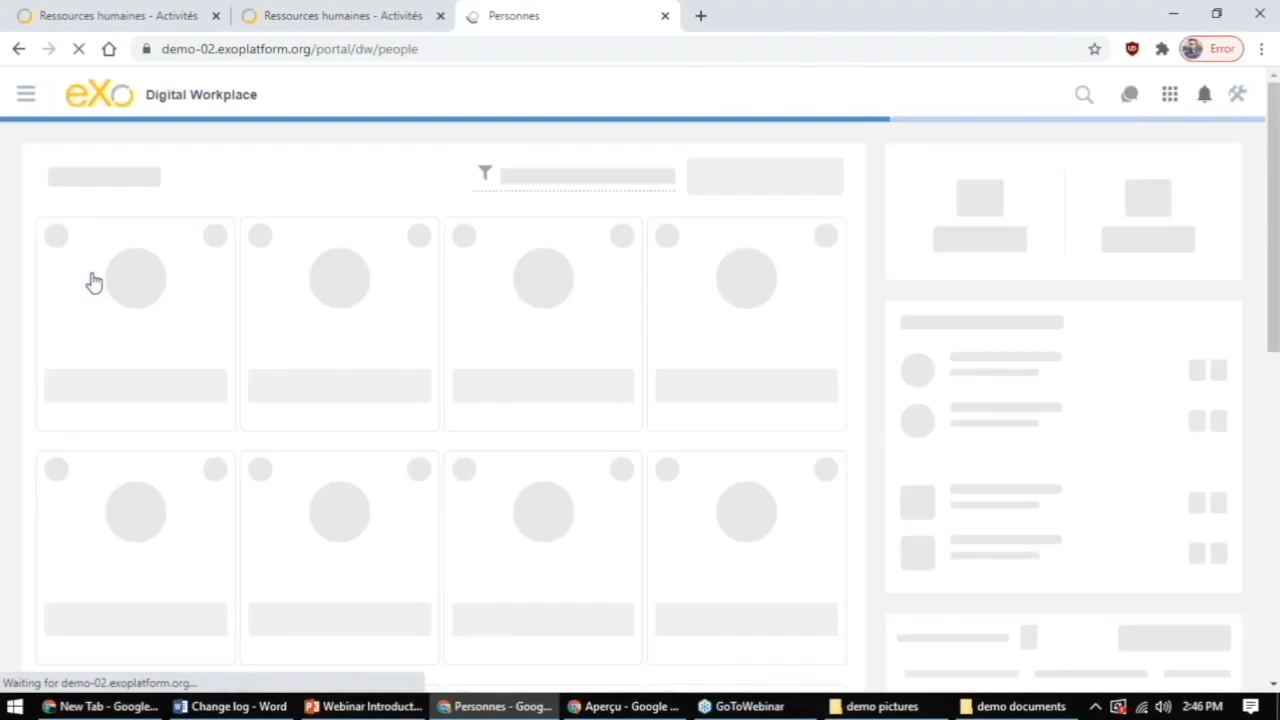 Ressources humaines - Activités
Ressources humaines - Activités
Personnes
demo-02.exoplatform.org/portal/dw/people
Error
eXo
Digital Workplace
Waiting for demo-02.exoplatform.org...
New Tab - Google...
Change log - Word
Webinar Introduct...
Personnes - Goog...
Aperçu - Google ...
GoToWebinar
demo pictures
demo documents
2:46 PM